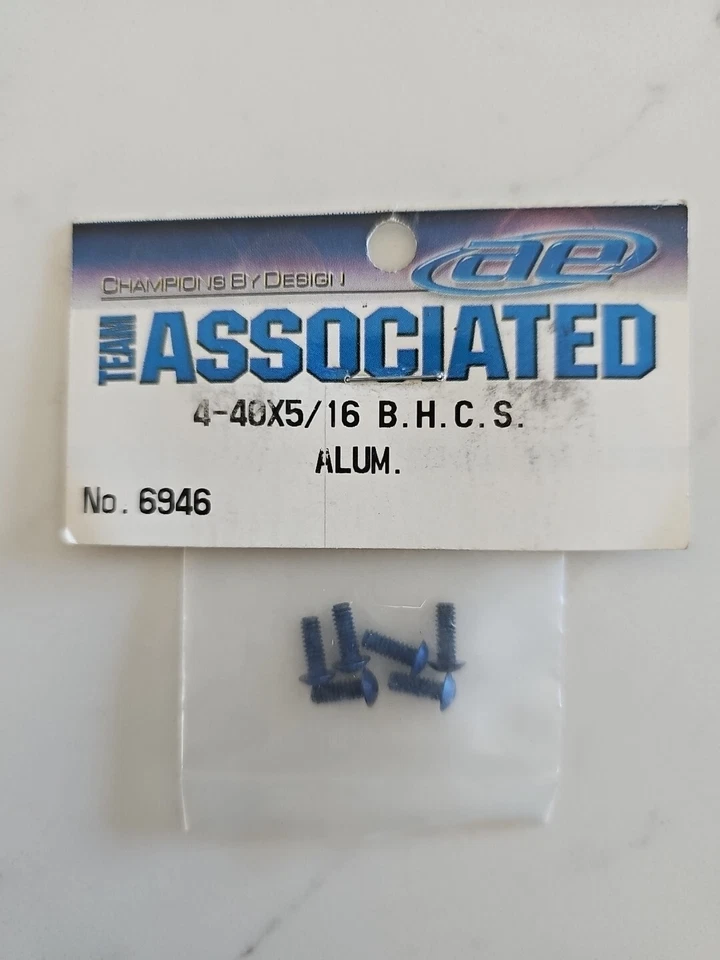 CHAMPIONS BY DESIGN
ae
TEAM ASSOCIATED
4-40X5/16 B.H.C.S.
ALUM.
No. 6946